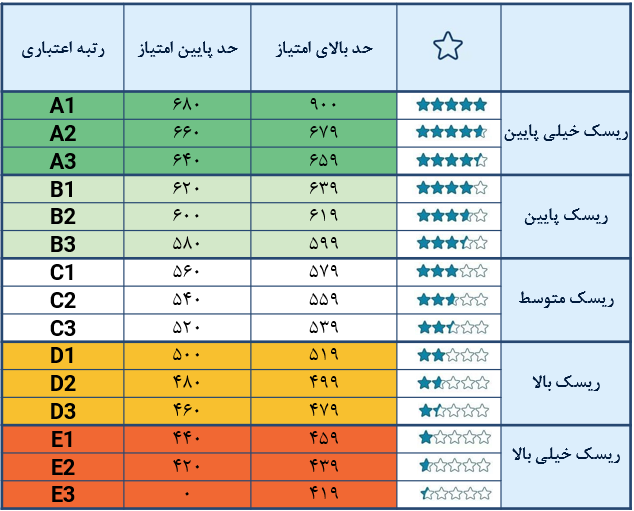 حد بالای امتیاز حد پایین امتیاز رتبه اعتباری
ریسک خیلی پایین
۹۰۰ ۶۸۰ A1
۶۷۹ ۶۶۰ A2
۶۵۹ ۶۴۰ A3
ریسک پایین
۶۳۹ ۶۲۰ B1
۶۱۹ ۶۰۰ B2
۵۹۹ ۵۸۰ B3
ریسک متوسط
۵۷۹ ۵۶۰ C1
۵۵۹ ۵۴۰ C2
۵۳۹ ۵۲۰ C3
ریسک بالا
۵۱۹ ۵۰۰ D1
۴۹۹ ۴۸۰ D2
۴۷۹ ۴۶۰ D3
ریسک خیلی بالا
۴۵۹ ۴۴۰ E1
۴۳۹ ۴۲۰ E2
۴۱۹ ۰ E3